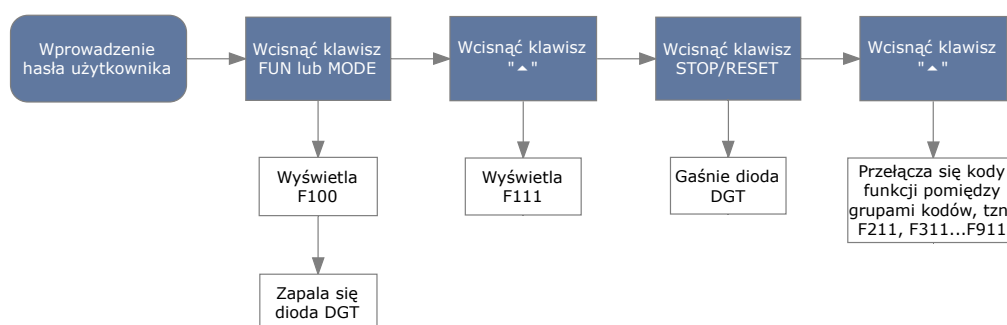 Wprowadzenie
hasła użytkownika
Wcisnąć klawisz
FUN lub MODE
Wcisnąć klawisz
"▲"
Wcisnąć klawisz
STOP/RESET
Wcisnąć klawisz
"▲"
Wyświetla
F100
Wyświetla
F111
Gaśnie dioda
DGT
Przełącza się kody
funkcji pomiędzy
grupami kodów, tzn
F211, F311...F911
Zapala się
dioda DGT